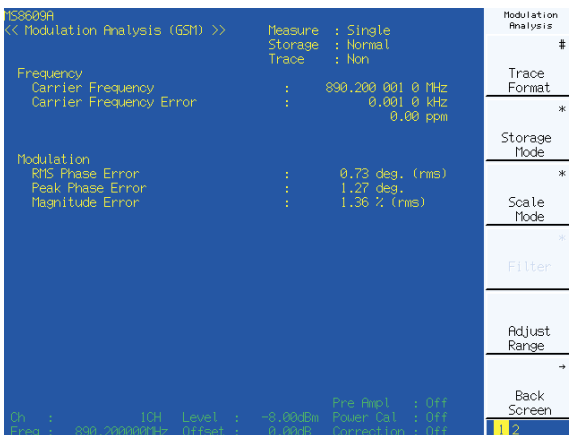 MS8609A
<< Modulation Analysis (GSM) >>
Measure : Single
Storage : Normal
Trace : Non
Frequency
Carrier Frequency : 890.200 001 0 MHz
Carrier Frequency Error : 0.001 0 kHz
0.00 ppm
Modulation
RMS Phase Error : 0.73 deg. (rms)
Peak Phase Error : 1.27 deg.
Magnitude Error : 1.36 % (rms)
Pre Ampl : Off
Ch : 1CH Level : -8.00dBm Power Cal : Off
Freq : 890.200000MHz Offset : 0.00dB Correction : Off
Modulation
Analysis
#
Trace
Format
*
Storage
Mode
*
Scale
Mode
*
Filter
Adjust
Range
→
Back
Screen
1 2